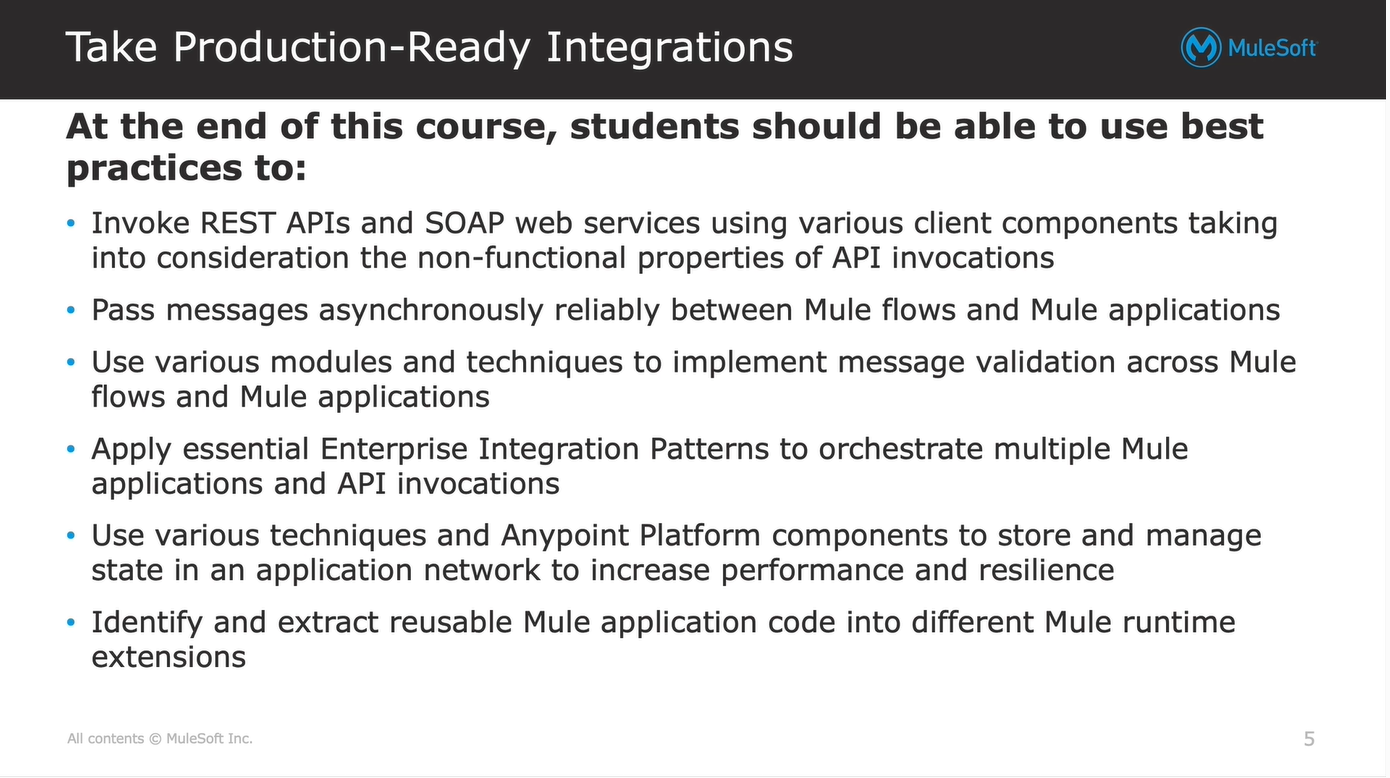 Take Production-Ready Integrations
MuleSoft
At the end of this course, students should be able to use best
practices to:
• Invoke REST APIs and SOAP web services using various client components taking
into consideration the non-functional properties of API invocations
• Pass messages asynchronously reliably between Mule flows and Mule applications
• Use various modules and techniques to implement message validation across Mule
flows and Mule applications
• Apply essential Enterprise Integration Patterns to orchestrate multiple Mule
applications and API invocations
• Use various techniques and Anypoint Platform components to store and manage
state in an application network to increase performance and resilience
• Identify and extract reusable Mule application code into different Mule runtime
extensions
All contents © MuleSoft Inc.
5